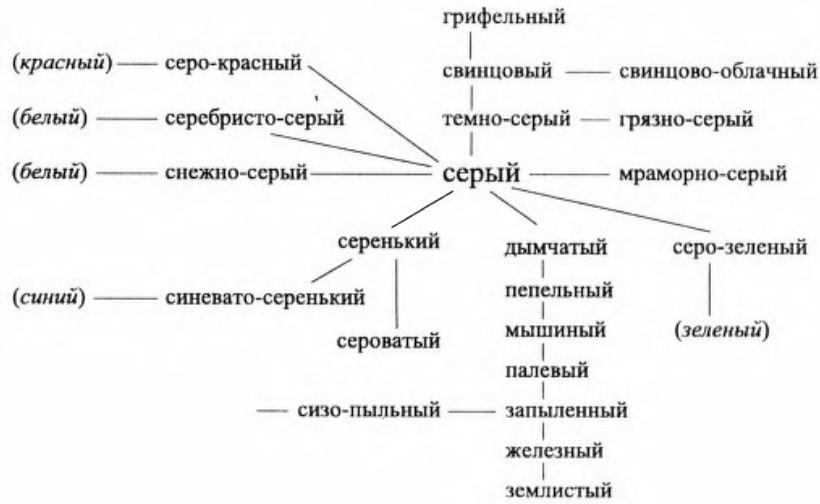 грифельный
(красный) серо-красный свинцовый свинцово-облачный
(белый) серебристо-серый темно-серый грязно-серый
(белый) снежно-серый серый мраморно-серый
серенький дымчатый серо-зеленый
(синий) синевато-серенький пепельный
сероватый мышиный (зеленый)
палевый
сизо-пыльный запыленный
железный
землистый